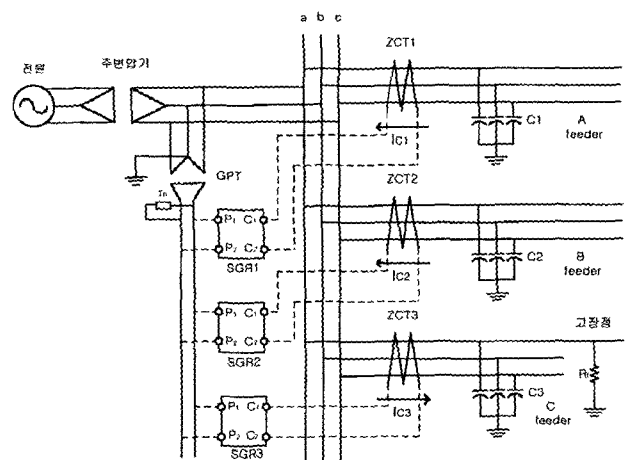 a b c
전원
주변압기
ZCT1
C1
A
feeder
IC1
GPT
P1 C1
P2 C2
SGR1
ZCT2
C2
B
feeder
IC2
P1 C1
P2 C2
SGR2
ZCT3
고장점
C3
C
feeder
IC3
P1 C1
P2 C2
SGR3